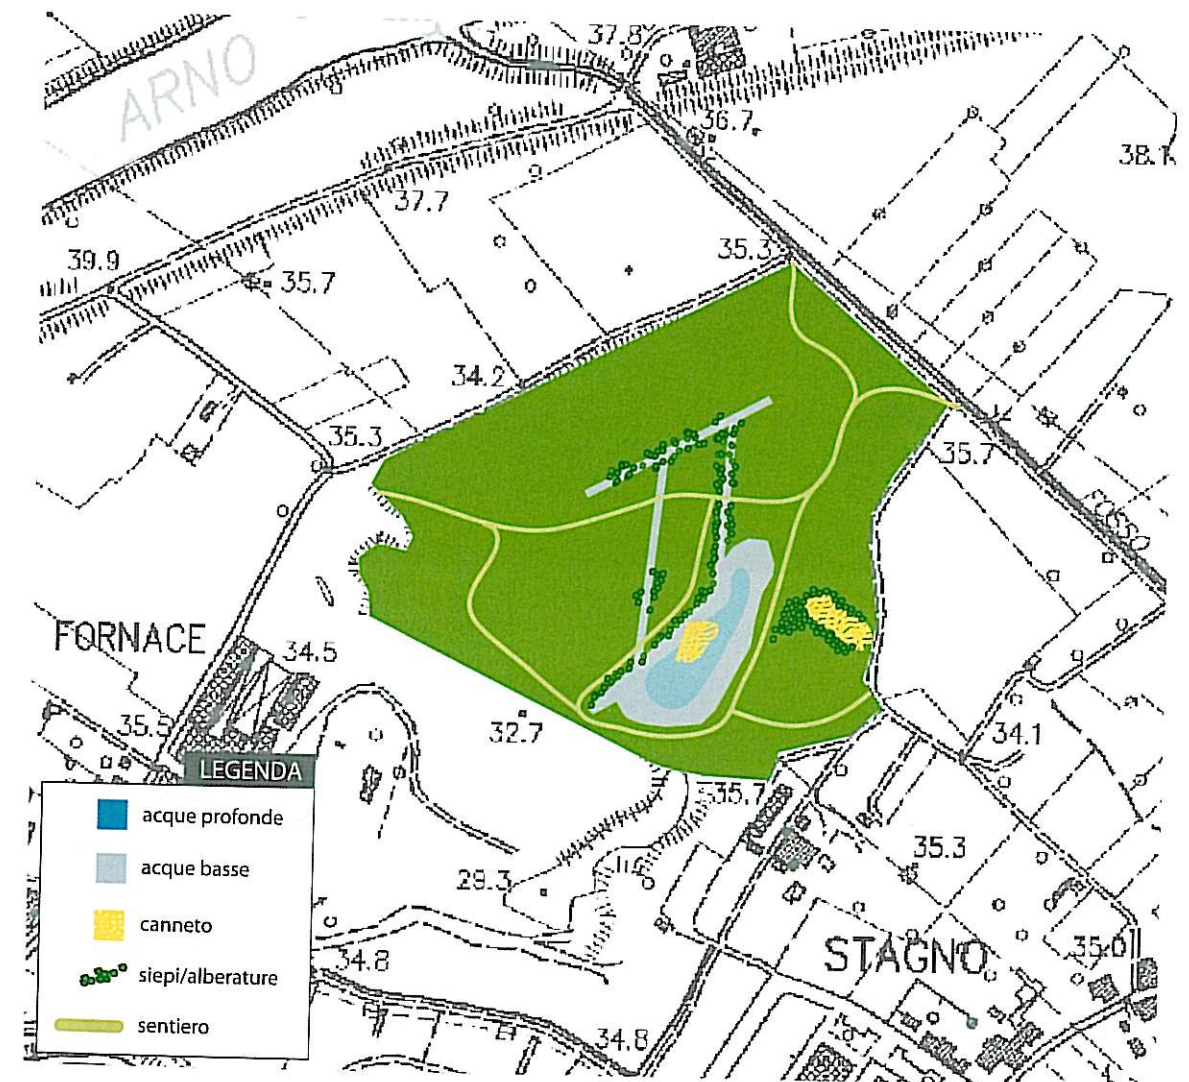 37.8
ARNO
36.7
38.1
37.7
35.3
39.9
35.7
34.2
35.3
35.7
FOSSO
FORNACE
34.5
35.5
32.7
34.1
LEGENDA
35.7
acque profonde
acque basse
35.3
29.3
canneto
STAGNO
35.0
34.8
siepi/alberature
sentiero
34.8